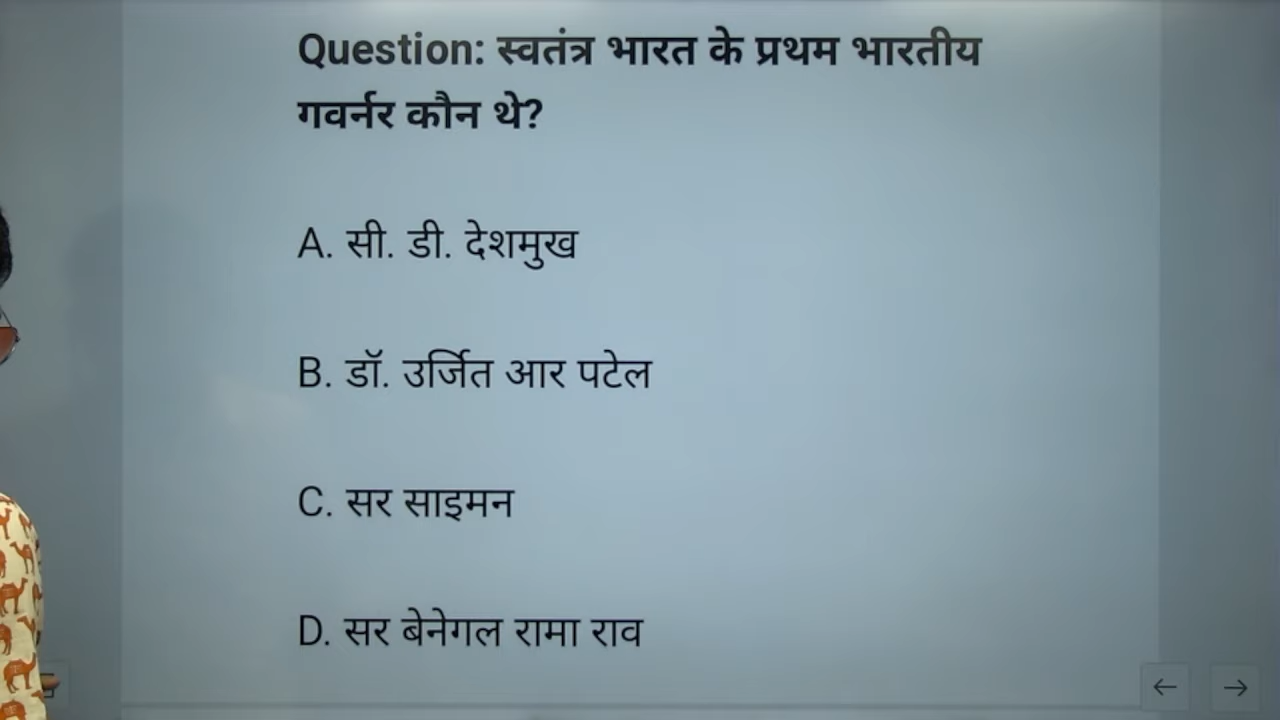 Question: स्वतंत्र भारत के प्रथम भारतीय
गवर्नर कौन थे?
A. सी. डी. देशमुख
B. डॉ. उर्जित आर पटेल
C. सर साइमन
D. सर बेनेगल रामा राव